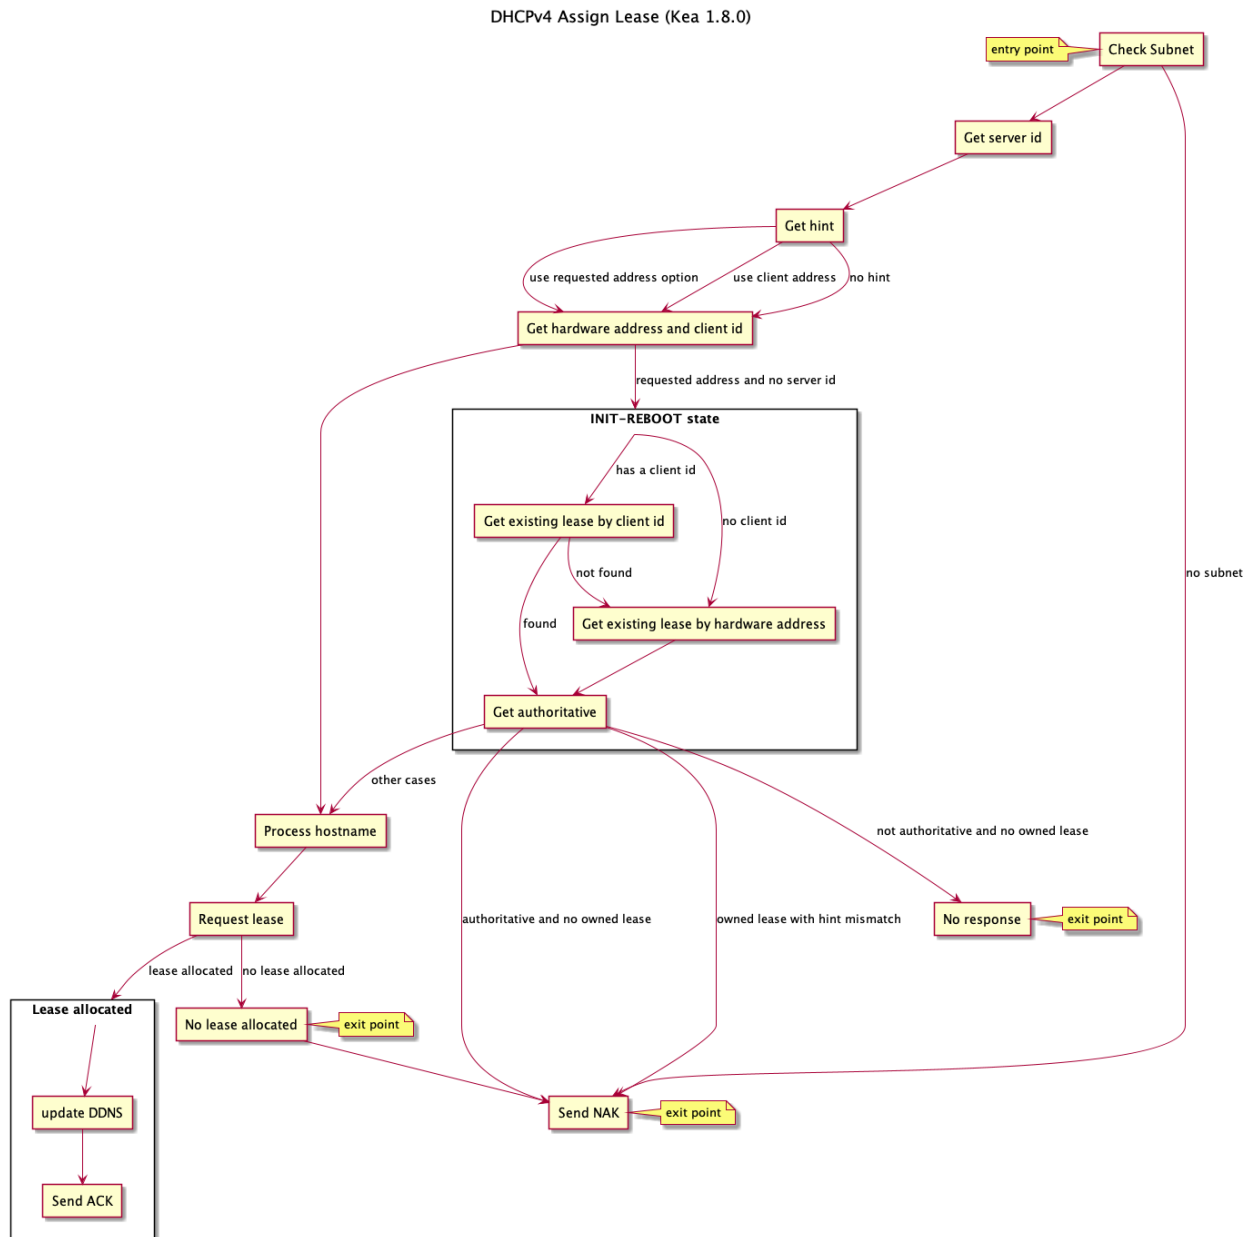 DHCPv4 Assign Lease (Kea 1.8.0)
entry point
Check Subnet
Get server id
Get hint
use requested address option
use client address
no hint
Get hardware address and client id
requested address and no server id
INIT-REBOOT state
has a client id
Get existing lease by client id
no client id
not found
no subnet
found
Get existing lease by hardware address
Get authoritative
other cases
Process hostname
not authoritative and no owned lease
Request lease
authoritative and no owned lease
owned lease with hint mismatch
No response
exit point
lease allocated
no lease allocated
Lease allocated
No lease allocated
exit point
update DDNS
Send NAK
exit point
Send ACK